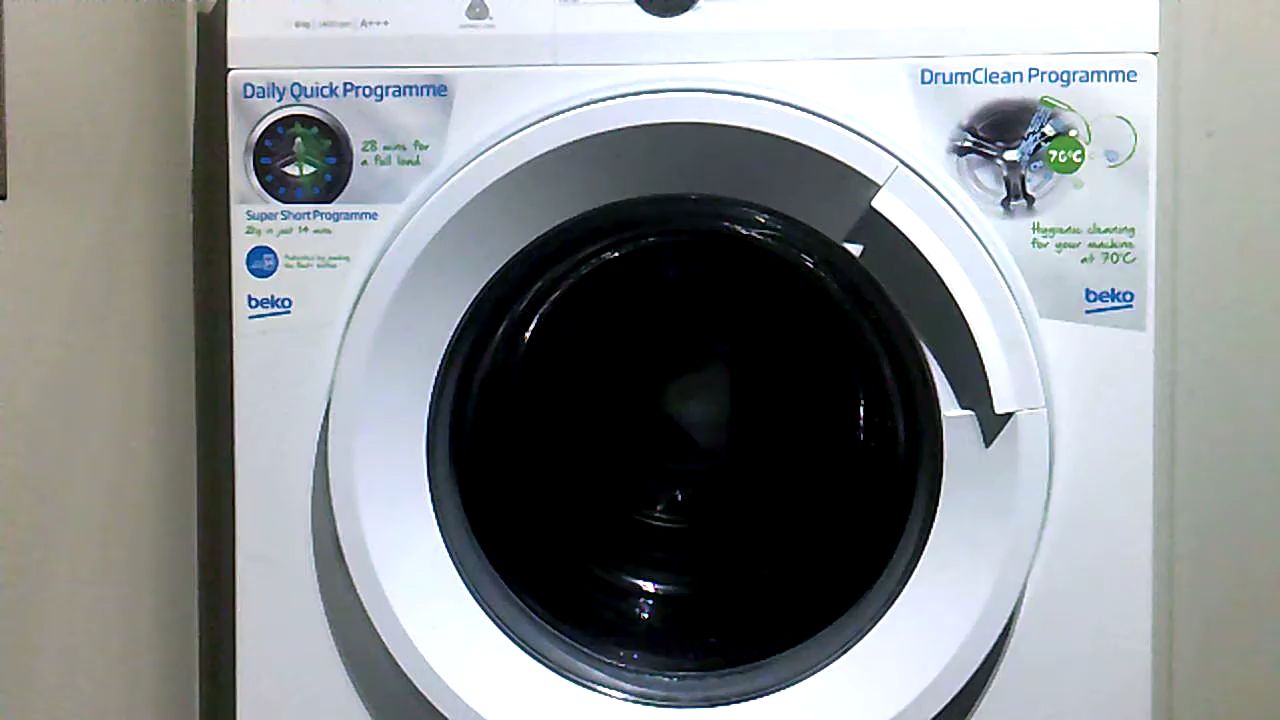 A+++
Daily Quick Programme
28 mins for
a full load
Super Short Programme
2kg in just 14 mins
beko
DrumClean Programme
70°C
Hygienic cleaning
for your machine
at 70°C
beko